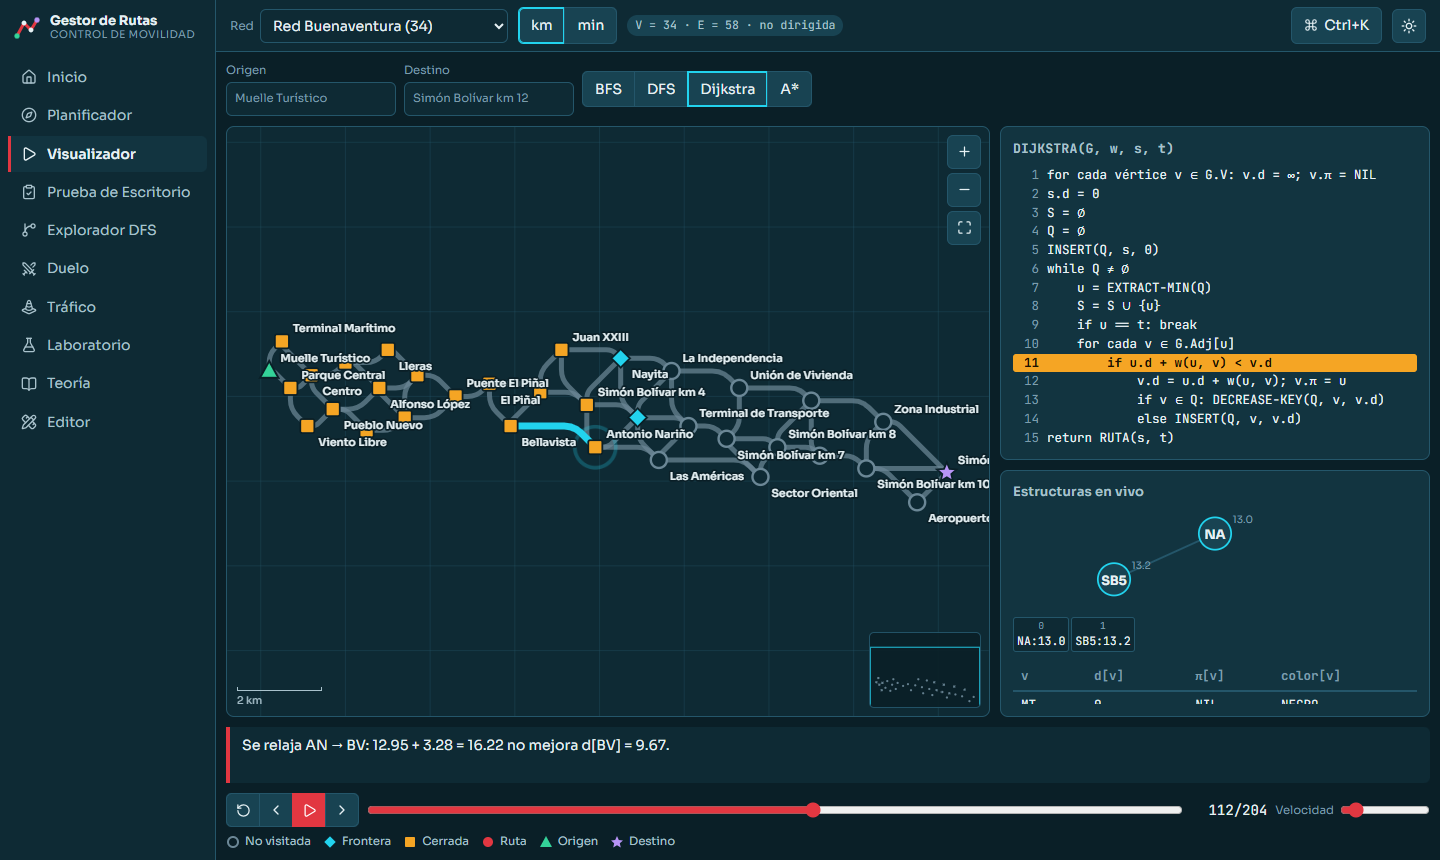 Gestor de Rutas
CONTROL DE MOVILIDAD
Inicio
Planificador
Visualizador
Prueba de Escritorio
Explorador DFS
Duelo
Tráfico
Laboratorio
Teoría
Editor
Red
Red Buenaventura (34)
km
min
V = 34 · E = 58 · no dirigida
⌘ Ctrl+K
Origen
Muelle Turístico
Destino
Simón Bolívar km 12
BFS
DFS
Dijkstra
A*
Terminal Marítimo
Muelle Turístico
Parque Central
Centro
Lleras
Alfonso López
Pueblo Nuevo
Viento Libre
Puente El Piñal
El Piñal
Bellavista
Juan XXIII
Nayita
Simón Bolívar km 4
Antonio Nariño
La Independencia
Unión de Vivienda
Terminal de Transporte
Simón Bolívar km 8
Simón Bolívar km 7
Las Américas
Sector Oriental
Zona Industrial
Simón
Simón Bolívar km 10
Aeropuerto
2 km
DIJKSTRA(G, w, s, t)
1 for cada vértice v ∈ G.V: v.d = ∞; v.π = NIL
2 s.d = 0
3 S = ∅
4 Q = ∅
5 INSERT(Q, s, 0)
6 while Q ≠ ∅
7 u = EXTRACT-MIN(Q)
8 S = S ∪ {u}
9 if u == t: break
10 for cada v ∈ G.Adj[u]
11 if u.d + w(u, v) < v.d
12 v.d = u.d + w(u, v); v.π = u
13 if v ∈ Q: DECREASE-KEY(Q, v, v.d)
14 else INSERT(Q, v, v.d)
15 return RUTA(s, t)
Estructuras en vivo
NA
13.0
SB5
13.2
0
NA:13.0
1
SB5:13.2
v d[v] π[v] color[v]
MT 0 NIL NEGRO
Se relaja AN → BV: 12.95 + 3.28 = 16.22 no mejora d[BV] = 9.67.
112/204
Velocidad
No visitada
Frontera
Cerrada
Ruta
Origen
Destino